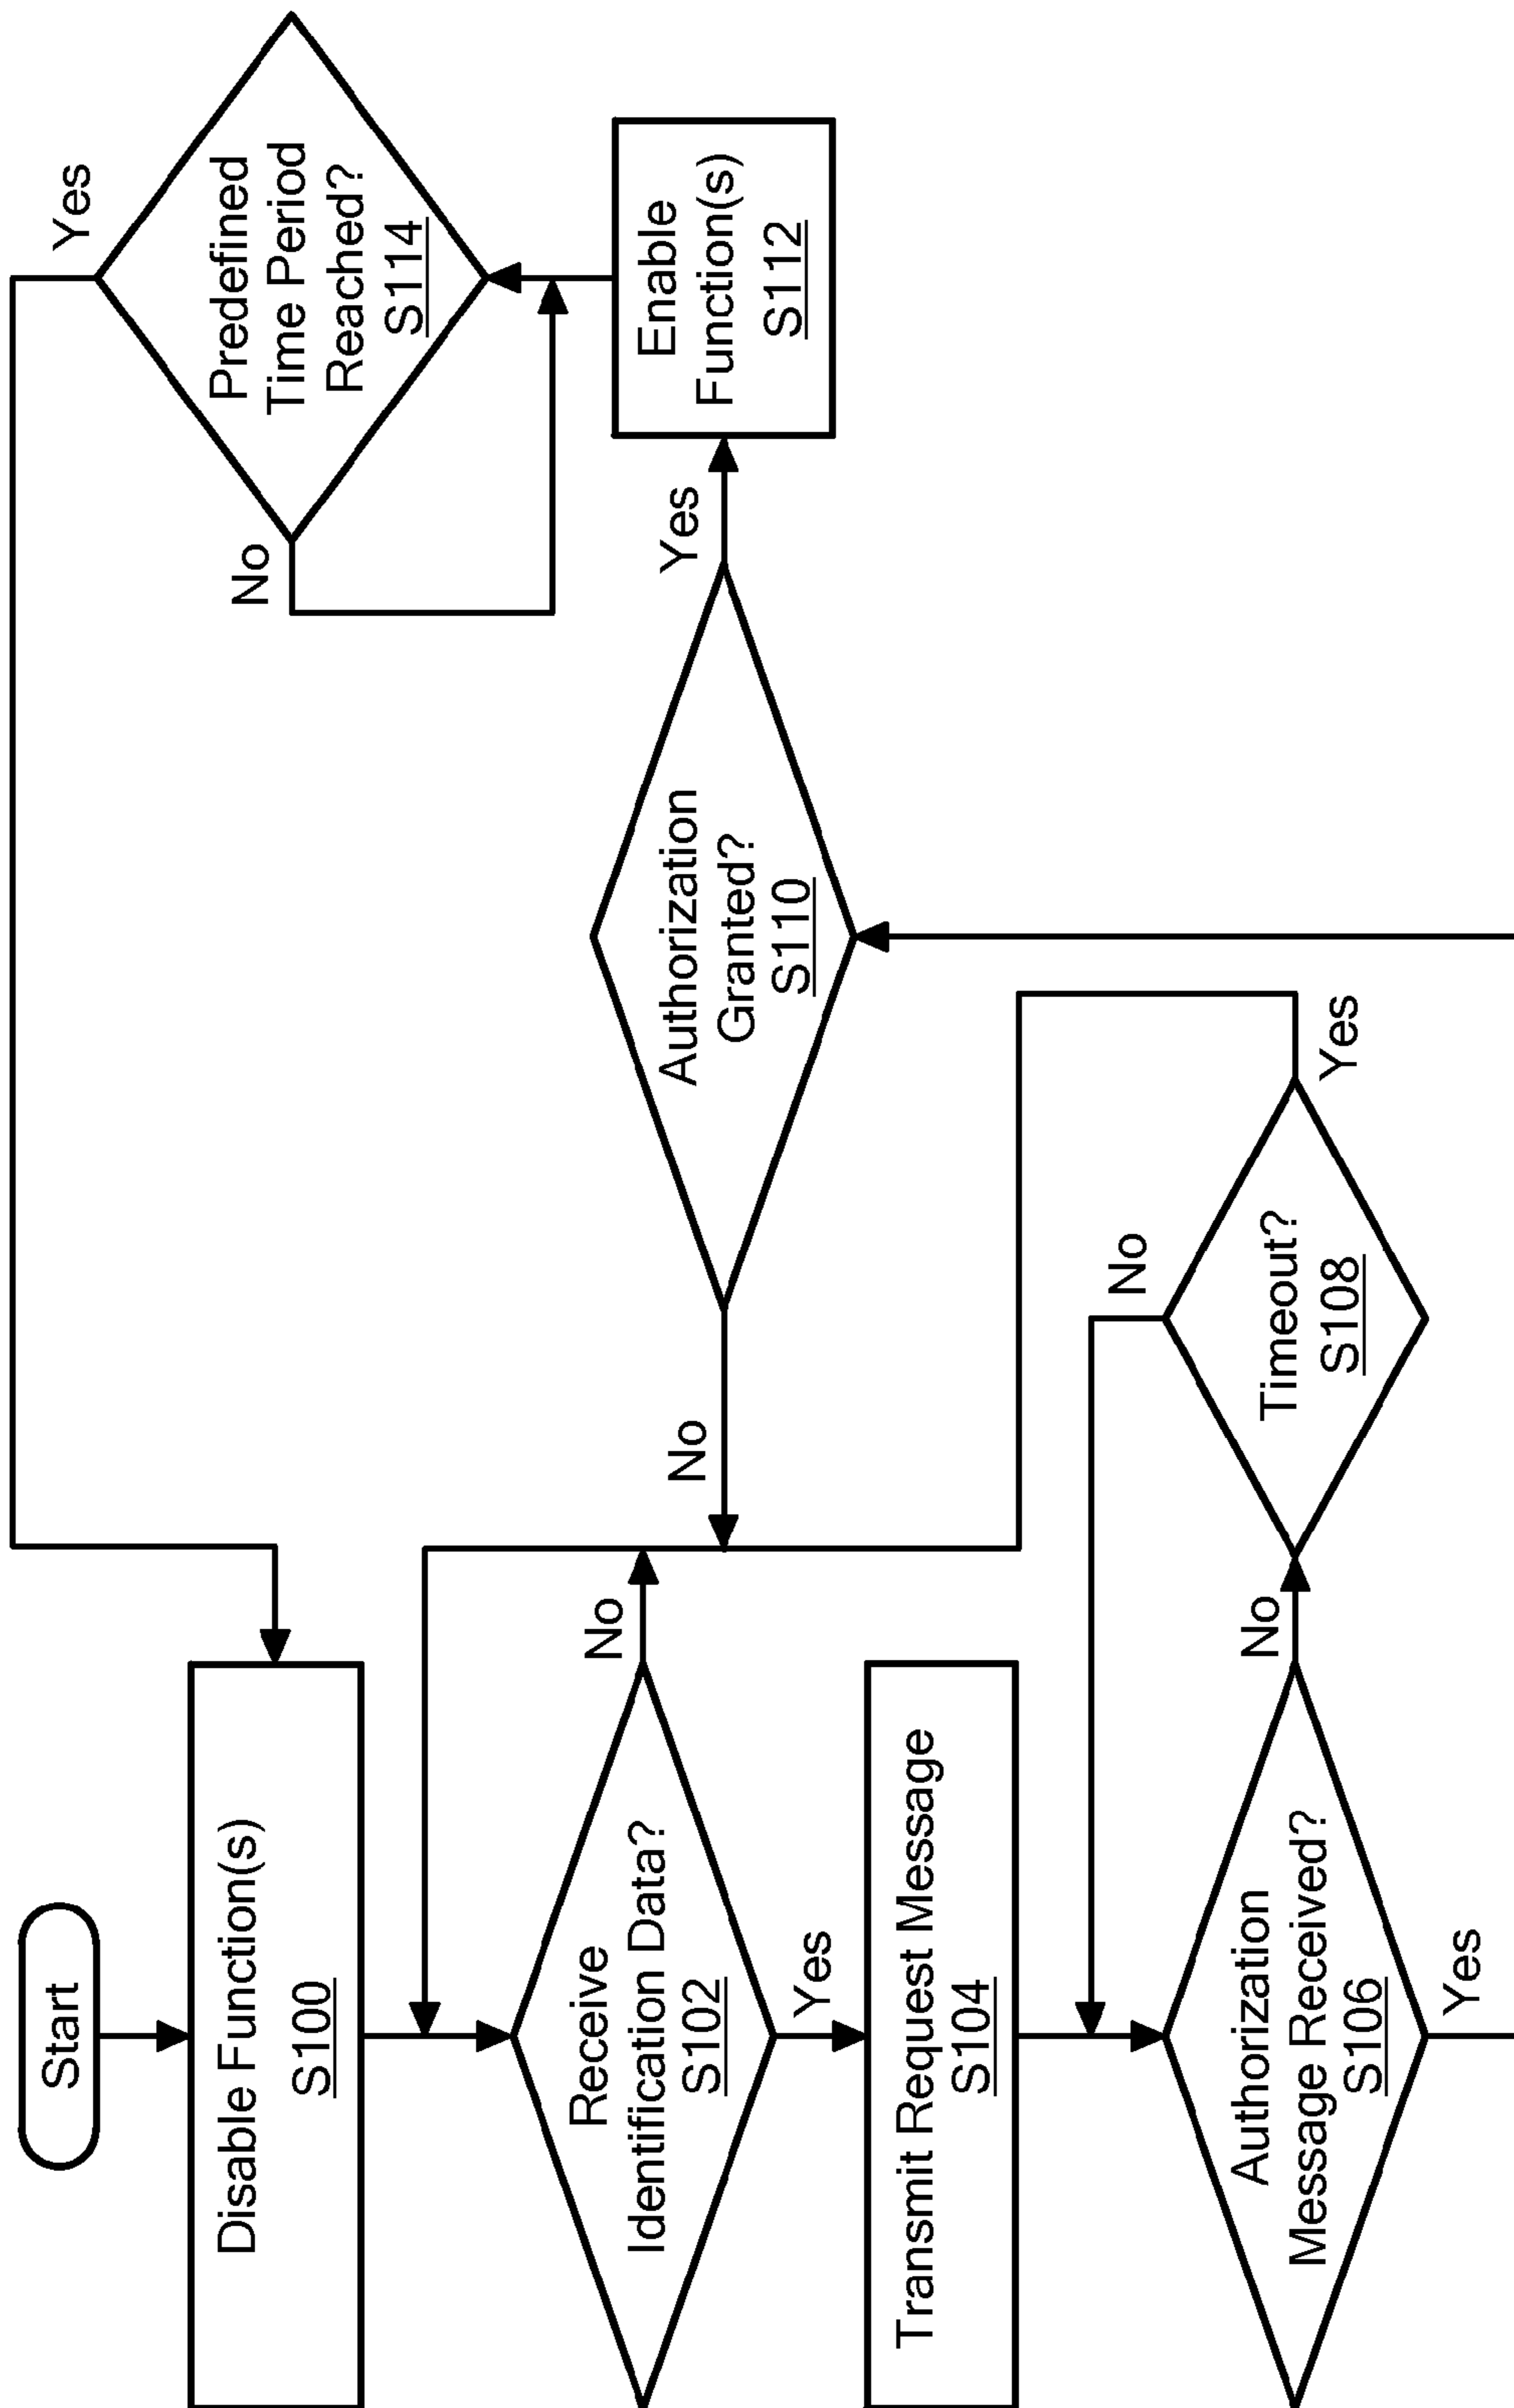 Start
Disable Function(s)
S100
Receive
Identification Data?
S102
No
Yes
Transmit Request Message
S104
Authorization
Message Received?
S106
No
Yes
Timeout?
S108
No
Yes
Authorization
Granted?
S110
No
Yes
Enable
Function(s)
S112
Predefined
Time Period
Reached?
S114
No
Yes